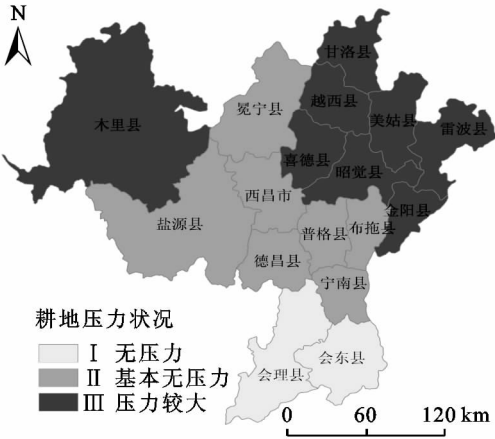 N
甘洛县
越西县
美姑县
雷波县
冕宁县
木里县
喜德县
昭觉县
西昌市
金阳县
盐源县
普格县
布拖县
德昌县
宁南县
耕地压力状况
Ⅰ 无压力
Ⅱ 基本无压力
Ⅲ 压力较大
会理县
会东县
0 60 120 km